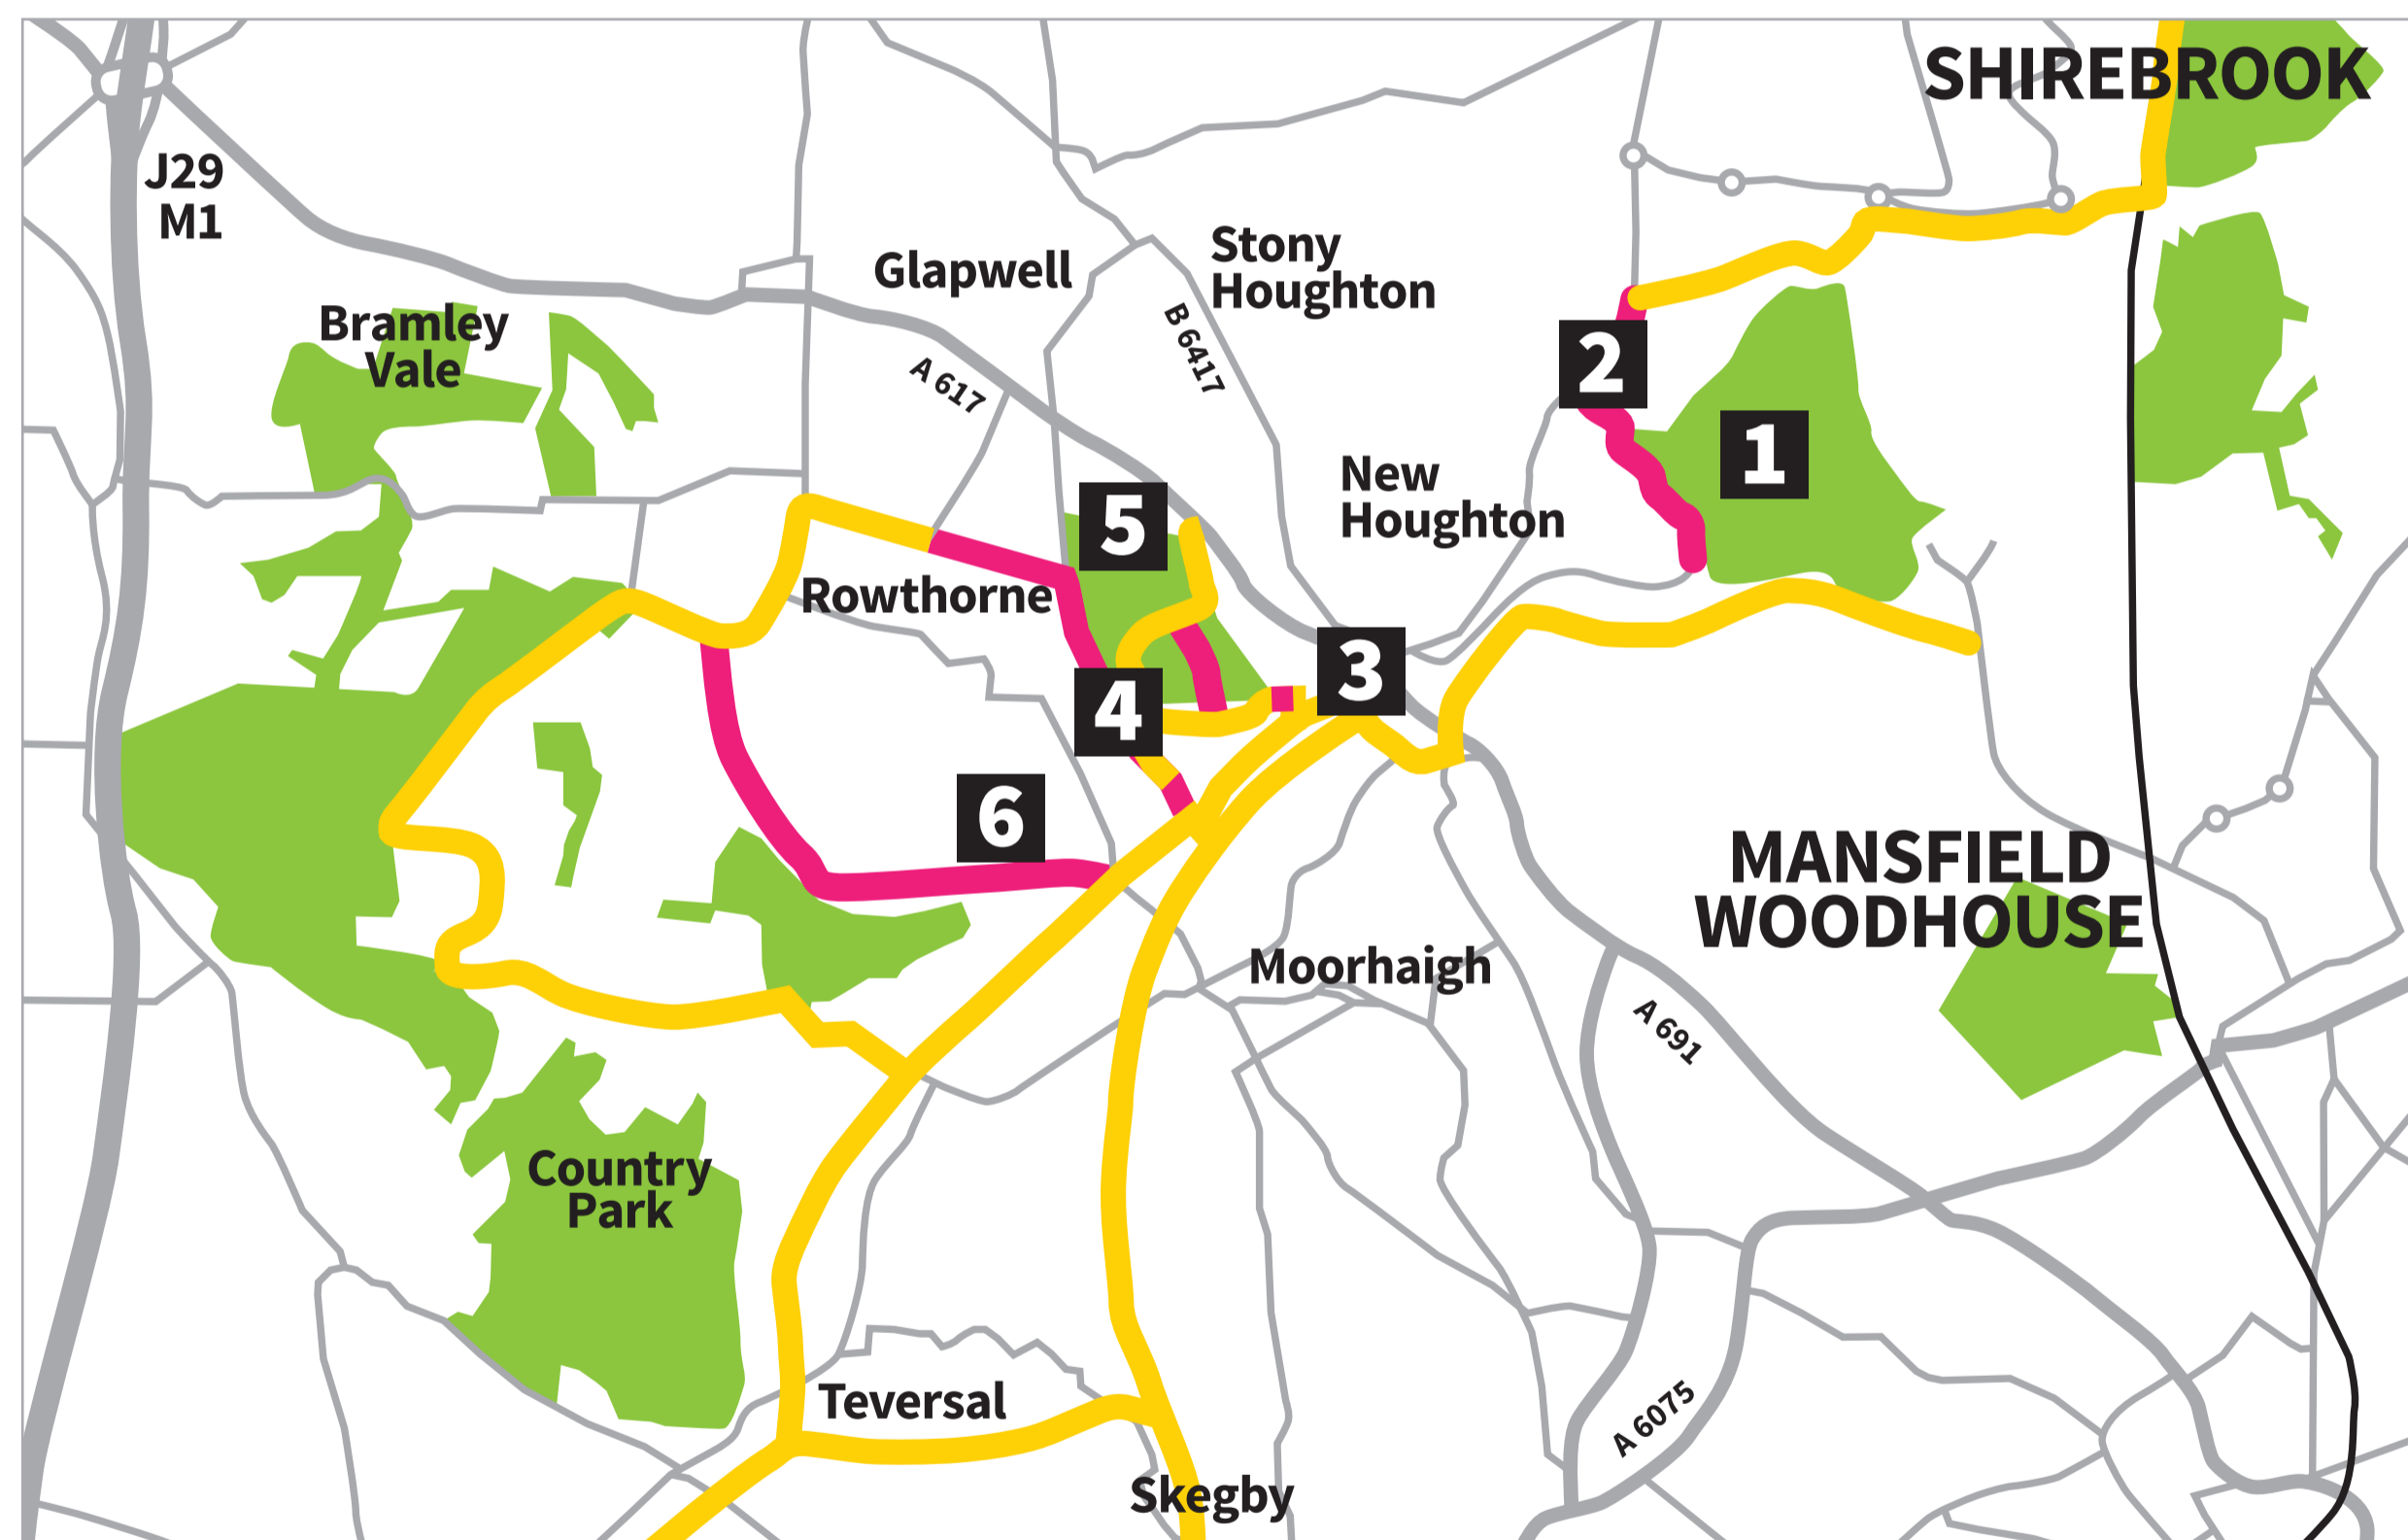 SHIREBROOK
J29
M1
Stony
Houghton
Glapwell
Bramley
Vale
B 6417
A 617
2
1
New
Houghton
5
Rowthorne
3
4
6
MANSFIELD
WOODHOUSE
Moorhaigh
A 691
Country
Park
Teversall
A 6075
Skegby